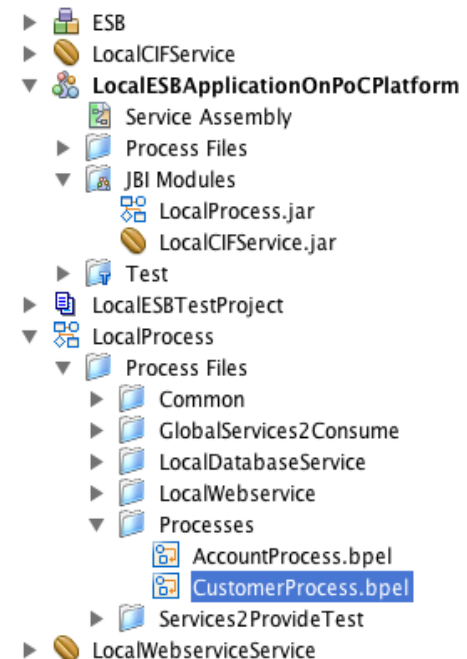 ESB
LocalCIFService
LocalESBApplicationOnPoCPlatform
Service Assembly
Process Files
JBI Modules
LocalProcess.jar
LocalCIFService.jar
Test
LocalESBTestProject
LocalProcess
Process Files
Common
GlobalServices2Consume
LocalDatabaseService
LocalWebservice
Processes
AccountProcess.bpel
CustomerProcess.bpel
Services2ProvideTest
LocalWebserviceService